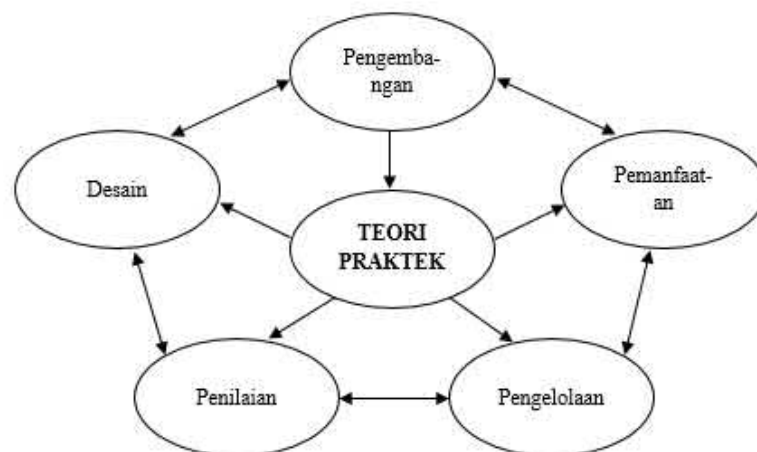 Pengemba-
ngan
Desain
Pemanfaat-
an
TEORI
PRAKTEK
Penilaian
Pengelolaan